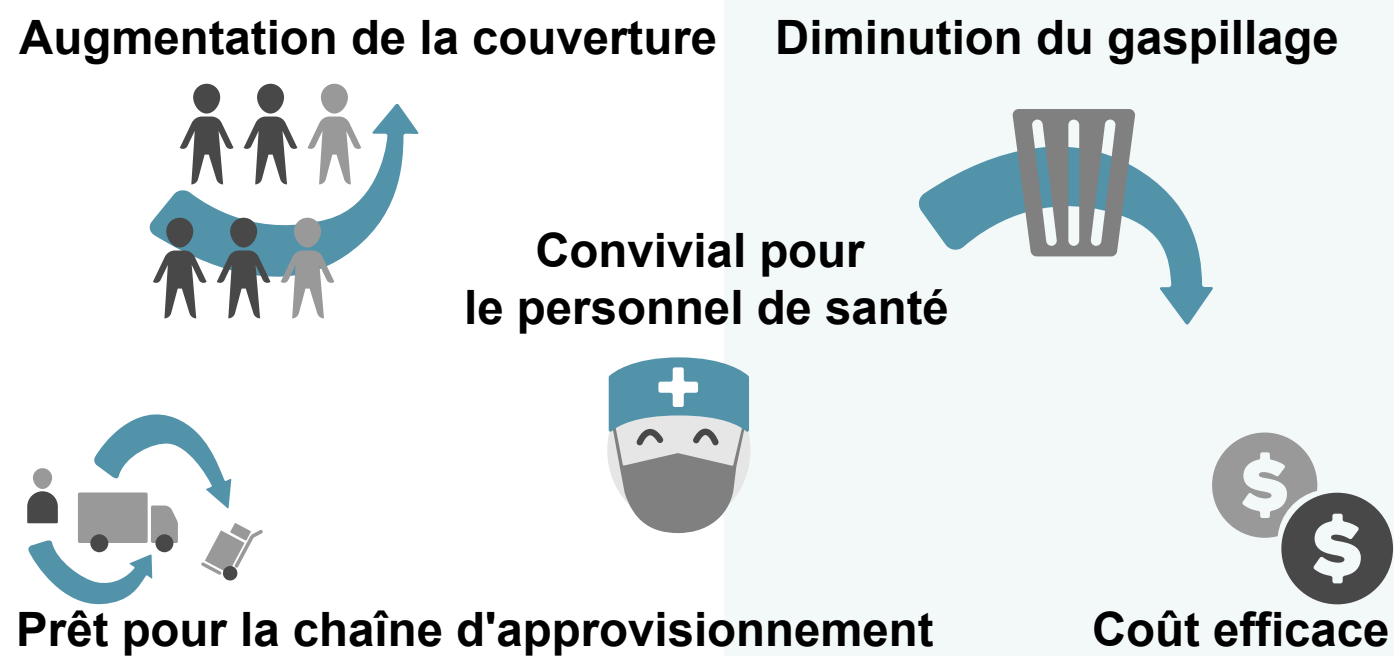 Augmentation de la couverture
Diminution du gaspillage
Convivial pour
le personnel de santé
$
$
Prêt pour la chaîne d'approvisionnement
Coût efficace